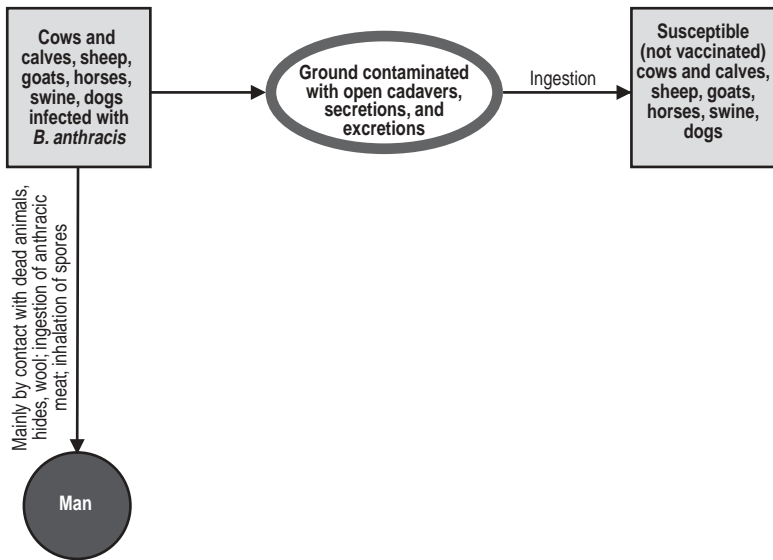 Cows and
calves, sheep,
goats, horses,
swine, dogs
infected with
B. anthracis
Ground contaminated
with open cadavers,
secretions, and
excretions
Ingestion
Susceptible
(not vaccinated)
cows and calves,
sheep, goats,
horses, swine,
dogs
Mainly by contact with dead animals,
hides, wool; ingestion of anthracic
meat; inhalation of spores
Man